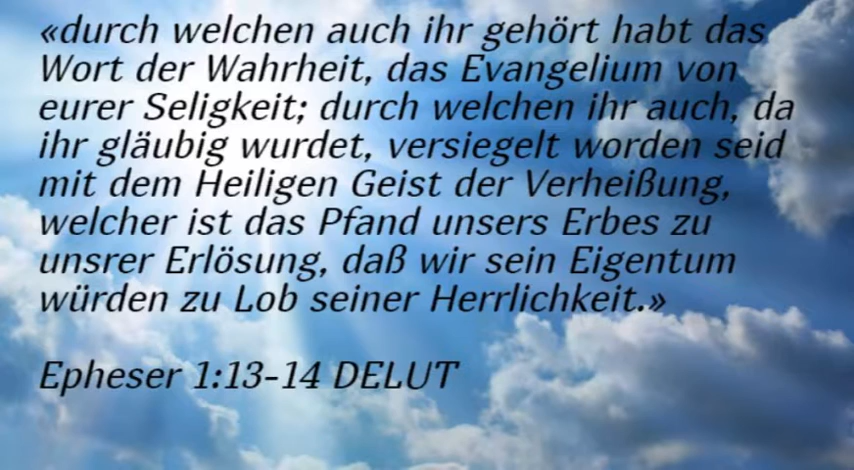 «durch welchen auch ihr gehört habt das
Wort der Wahrheit, das Evangelium von
eurer Seligkeit; durch welchen ihr auch, da
ihr gläubig wurdet, versiegelt worden seid
mit dem Heiligen Geist der Verheißung,
welcher ist das Pfand unsers Erbes zu
unsrer Erlösung, daß wir sein Eigentum
würden zu Lob seiner Herrlichkeit.»
Epheser 1:13-14 DELUT